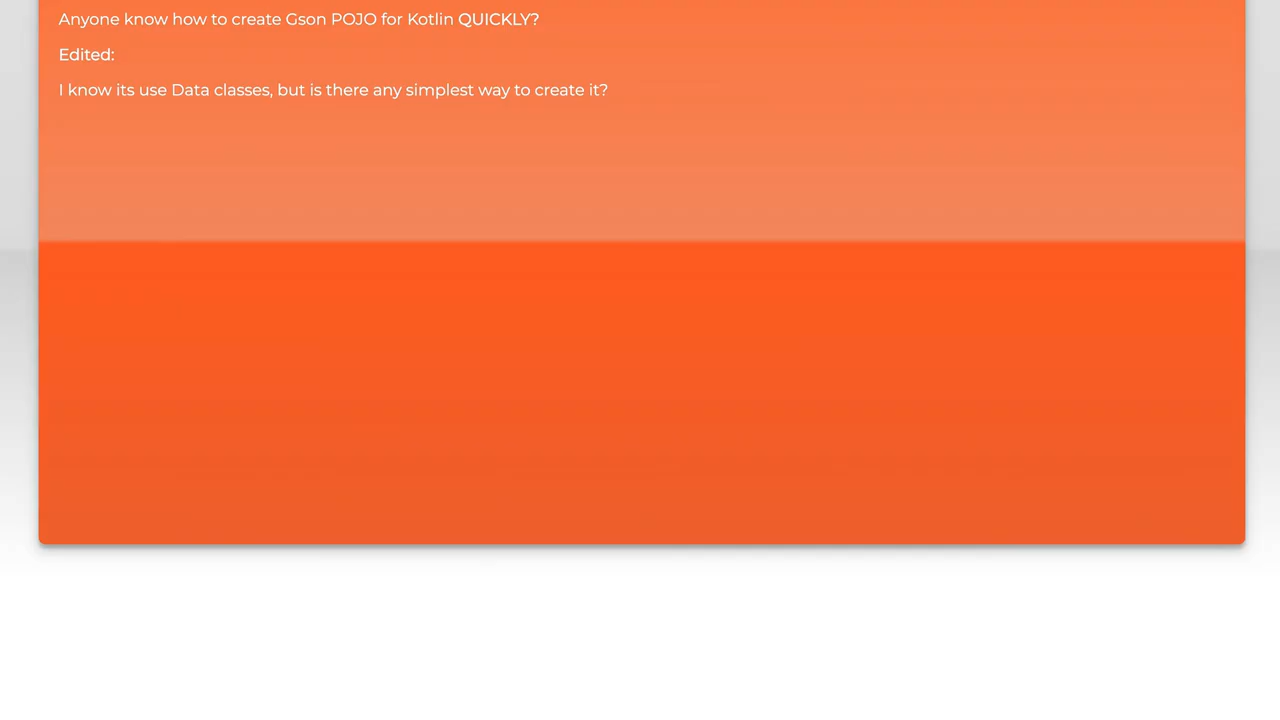 Anyone know how to create Gson POJO for Kotlin QUICKLY?
Edited:
I know its use Data classes, but is there any simplest way to create it?